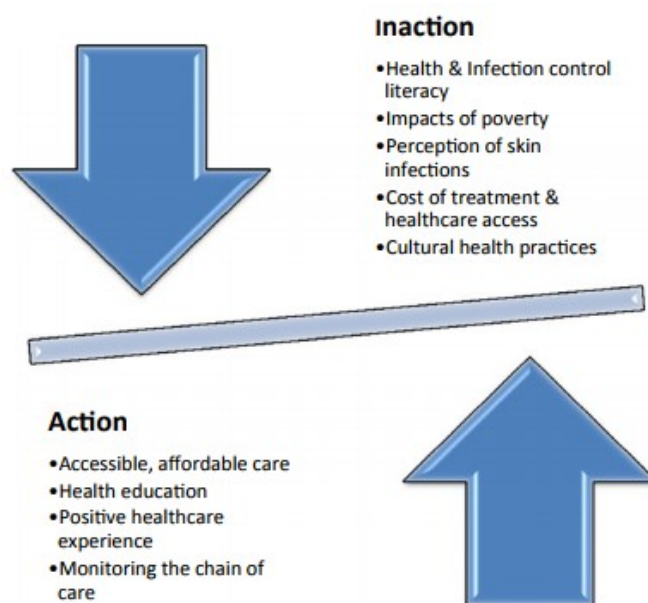 Inaction
•Health & Infection control
literacy
•Impacts of poverty
•Perception of skin
infections
•Cost of treatment &
healthcare access
•Cultural health practices
Action
•Accessible, affordable care
•Health education
•Positive healthcare
experience
•Monitoring the chain of
care